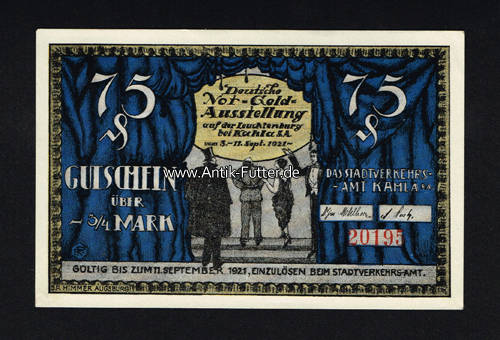 75 ₰
Deutsche
Not-Geld-
Ausstellung
auf der Leuchtenburg
bei Kahla S.A.
vom 3.-11. Sept. 1921
75 ₰
www.Antik-Futter.de
GUTSCHEIN
ÜBER
3/4 MARK
DAS STADTVERKEHRS-
-AMT KAHLA S.A.
20195
GÜLTIG BIS ZUM 11. SEPTEMBER 1921, EINZULÖSEN BEIM STADTVERKEHRS-AMT.
HIMMER AUGSBURG